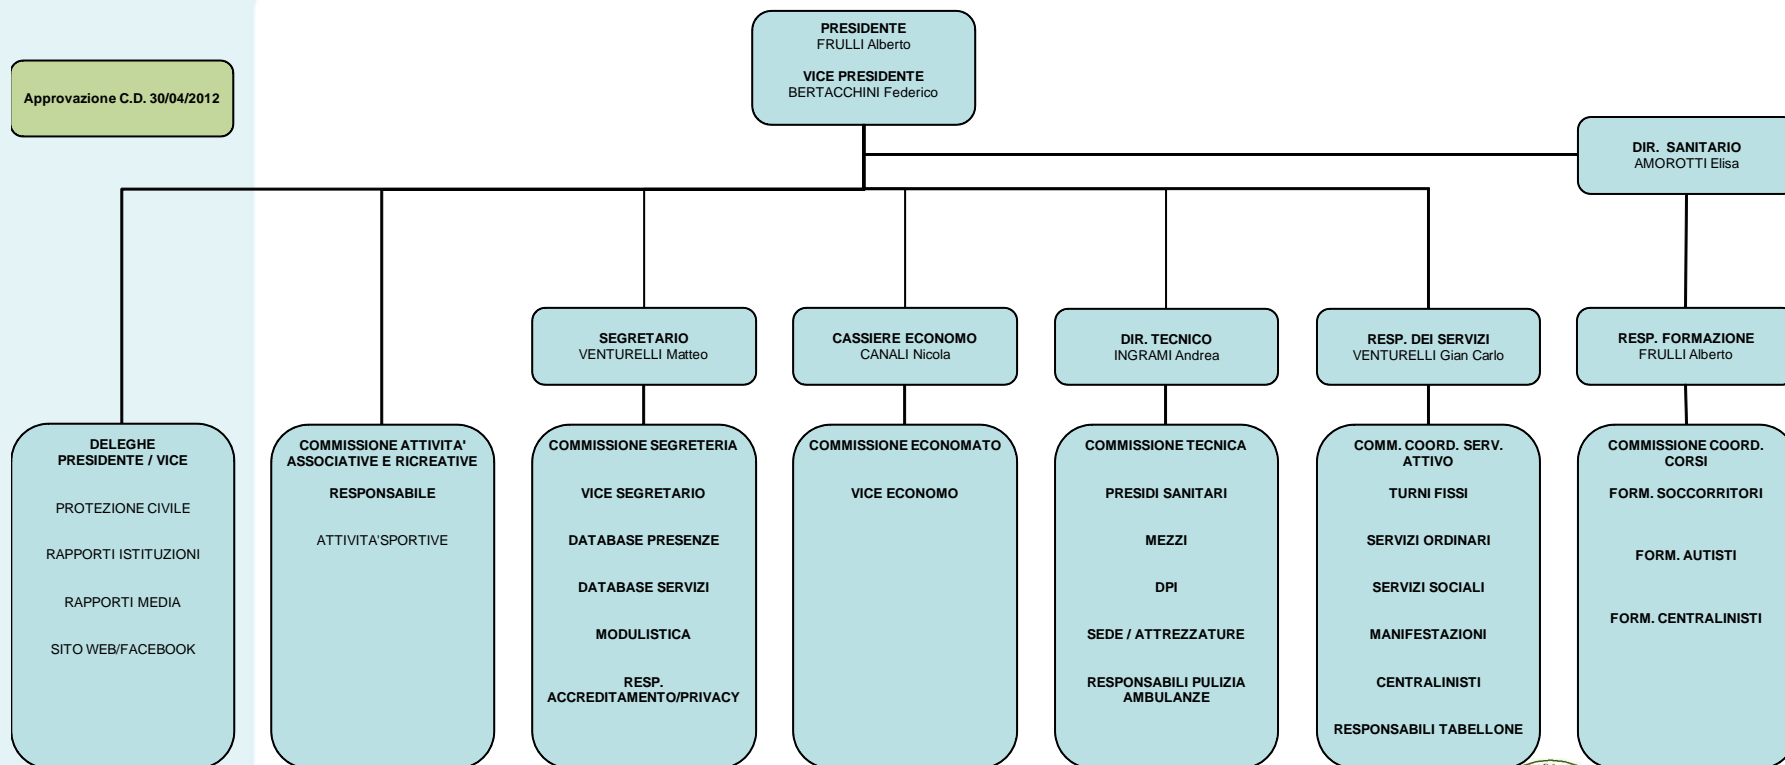 PRESIDENTE
FRULLI Alberto
VICE PRESIDENTE
BERTACCHINI Federico
Approvazione C.D. 30/04/2012
DIR.  SANITARIO
AMOROTTI Elisa
SEGRETARIO
VENTURELLI Matteo
CASSIERE ECONOMO
CANALI Nicola
DIR. TECNICO
INGRAMI Andrea
RESP. DEI SERVIZI
VENTURELLI Gian Carlo
RESP. FORMAZIONE
FRULLI Alberto
DELEGHE
PRESIDENTE / VICE
PROTEZIONE CIVILE
RAPPORTI ISTITUZIONI
RAPPORTI MEDIA
SITO WEB/FACEBOOK
COMMISSIONE ATTIVITA'
ASSOCIATIVE E RICREATIVE
RESPONSABILE
ATTIVITA'SPORTIVE
COMMISSIONE SEGRETERIA
VICE SEGRETARIO
DATABASE PRESENZE
DATABASE SERVIZI
MODULISTICA
RESP.
ACCREDITAMENTO/PRIVACY
COMMISSIONE ECONOMATO
VICE ECONOMO
COMMISSIONE TECNICA
PRESIDI SANITARI
MEZZI
DPI
SEDE / ATTREZZATURE
RESPONSABILI PULIZIA
AMBULANZE
COMM. COORD. SERV.
ATTIVO
TURNI FISSI
SERVIZI ORDINARI
SERVIZI SOCIALI
MANIFESTAZIONI
CENTRALINISTI
RESPONSABILI TABELLONE
COMMISSIONE COORD.
CORSI
FORM. SOCCORRITORI
FORM. AUTISTI
FORM. CENTRALINISTI